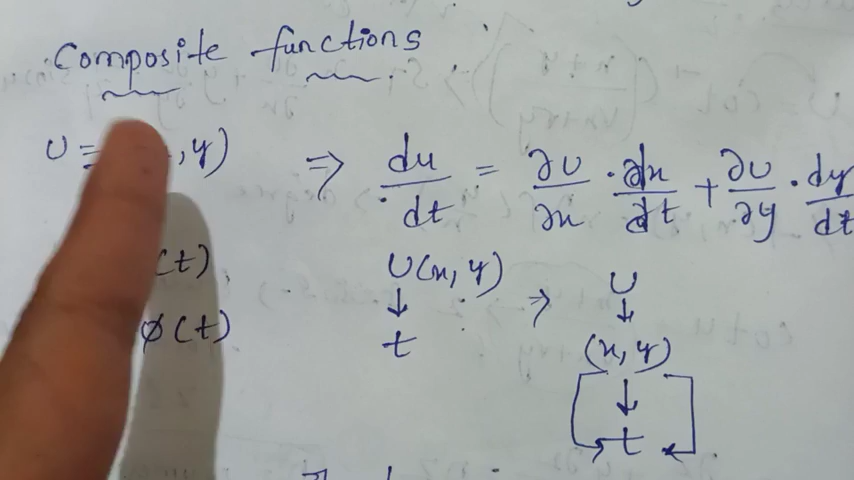 Composite functions
U = , y) ⇒ du/dt = ∂U/∂x · dx/dt + ∂U/∂y · dy/dt
(t) U(x, y) ⇒ U
↓ ↓
ϕ(t) t (x, y)
↓
t